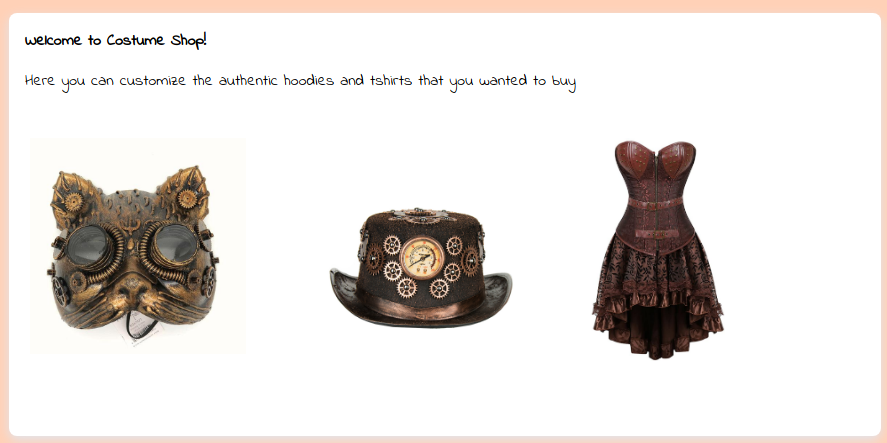 Welcome to Costume Shop!
Here you can customize the authentic hoodies and tshirts that you wanted to buy